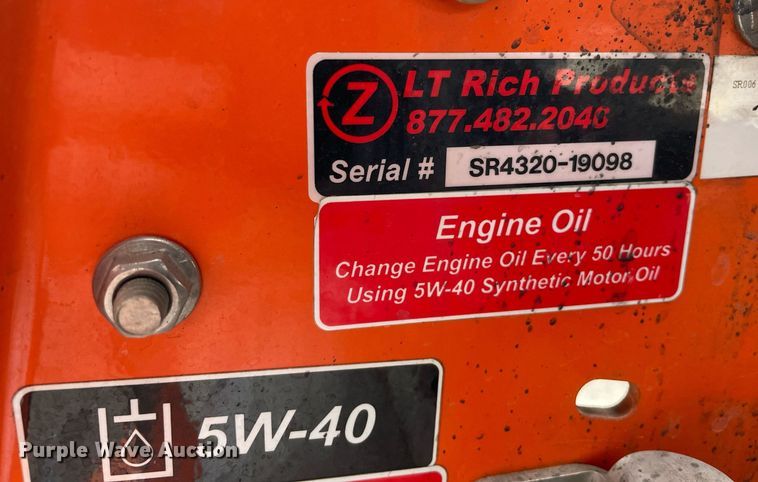 Z LT Rich Products
877.482.2040
Serial # SR4320-19098
SR006
Engine Oil
Change Engine Oil Every 50 Hours
Using 5W-40 Synthetic Motor Oil
5W-40
Purple Wave Auction